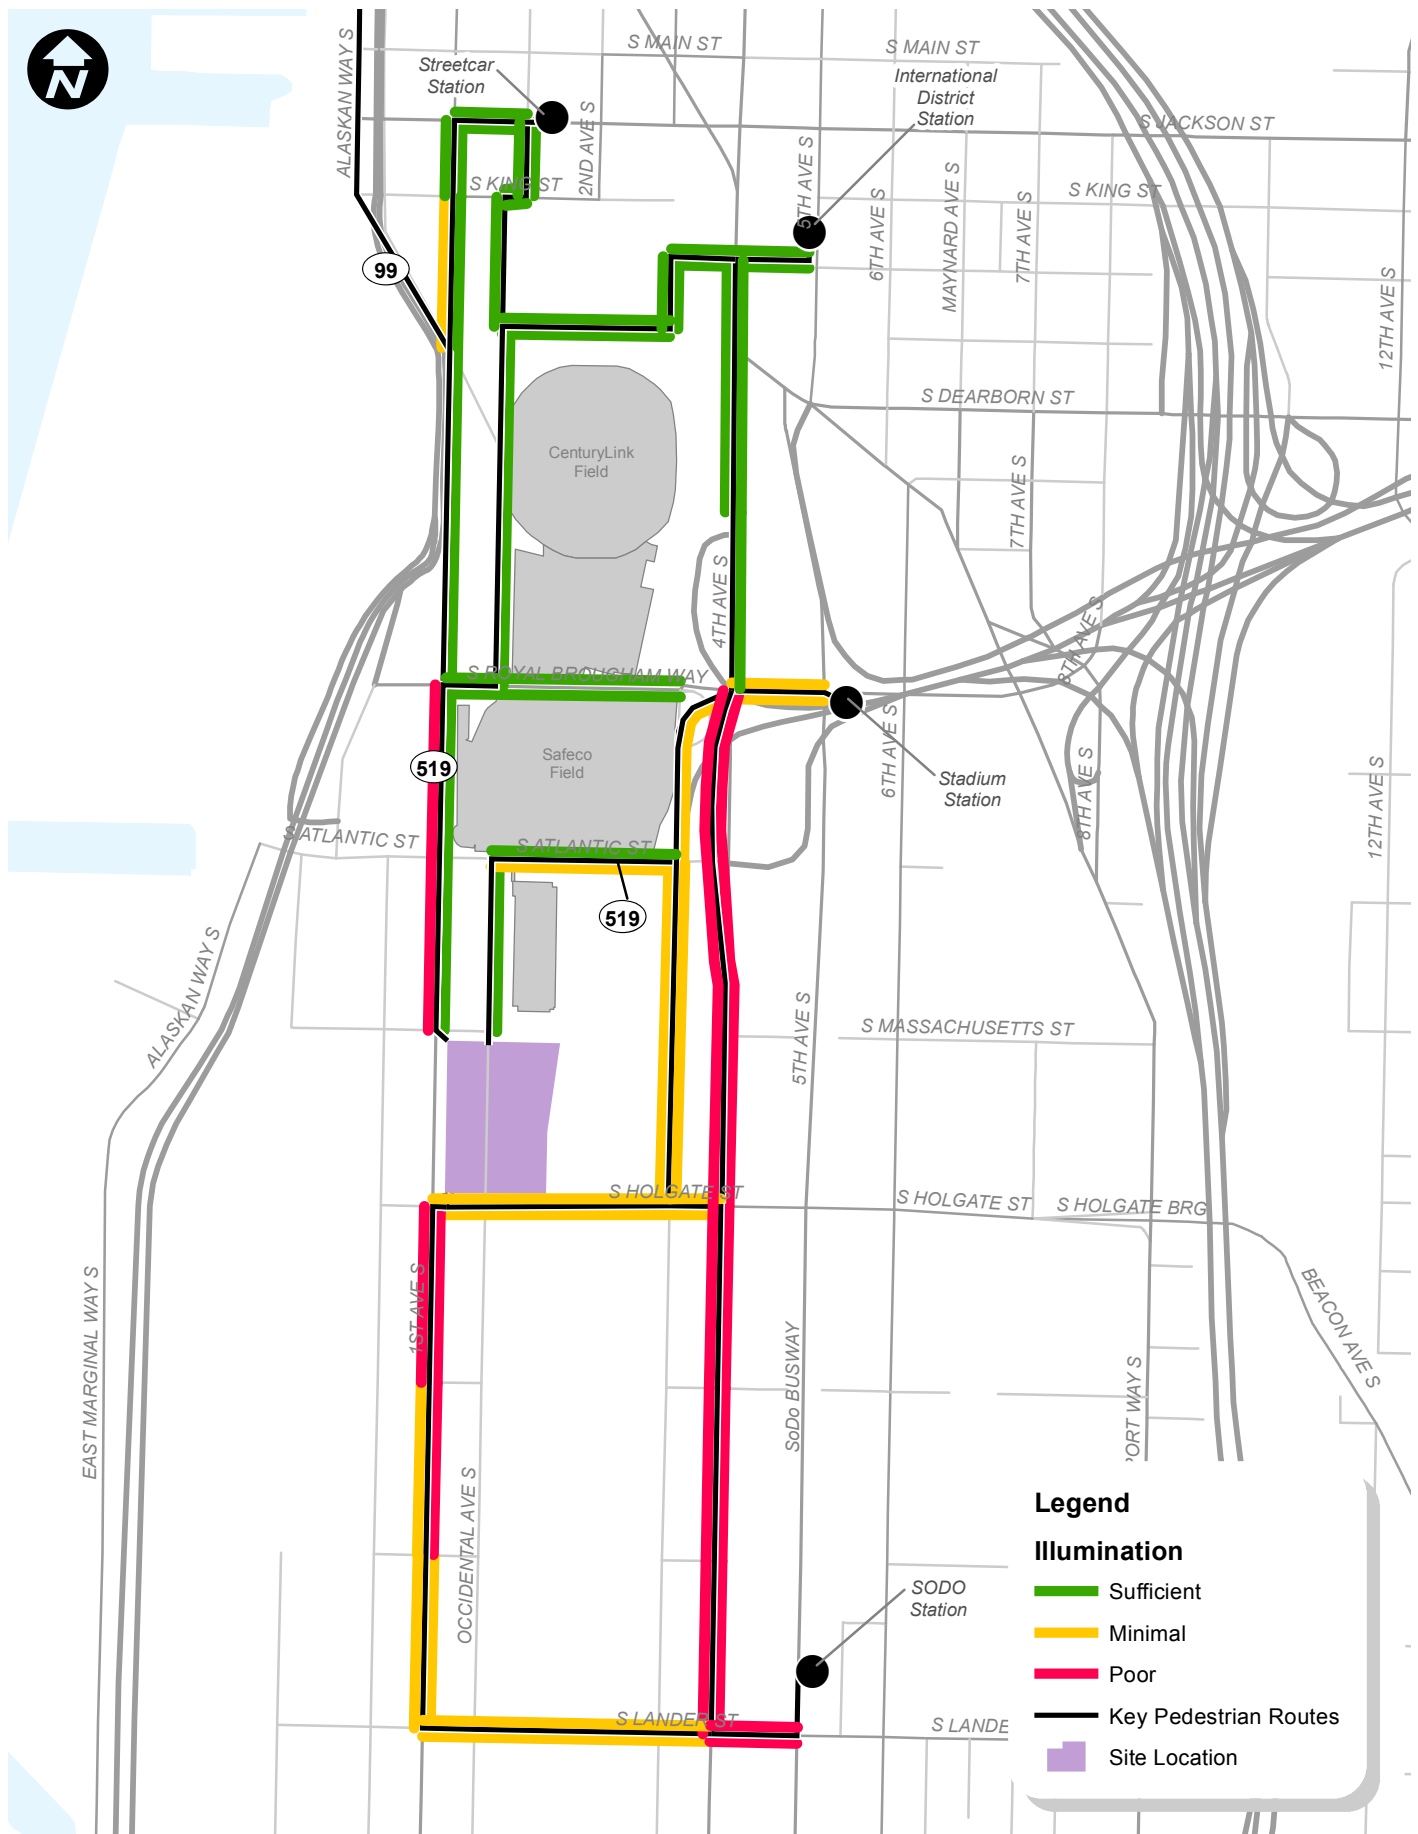 N
ALASKAN WAY S
S MAIN ST
S MAIN ST
Streetcar
Station
International
District
Station
2ND AVE S
S JACKSON ST
5TH AVE S
S KING ST
S KING ST
6TH AVE S
MAYNARD AVE S
7TH AVE S
99
12TH AVE S
S DEARBORN ST
CenturyLink
Field
7TH AVE S
4TH AVE S
8TH AVE S
S ROYAL BROUGHAM WAY
6TH AVE S
519
Safeco
Field
Stadium
Station
8TH AVE S
12TH AVE S
S ATLANTIC ST
S ATLANTIC ST
519
ALASKAN WAY S
5TH AVE S
S MASSACHUSETTS ST
S HOLGATE ST
S HOLGATE ST
S HOLGATE BRG
1ST AVE S
EAST MARGINAL WAY S
BEACON AVE S
SoDo BUSWAY
PORT WAY S
OCCIDENTAL AVE S
SODO
Station
S LANDER ST
S LANDE
Legend
Illumination
Sufficient
Minimal
Poor
Key Pedestrian Routes
Site Location